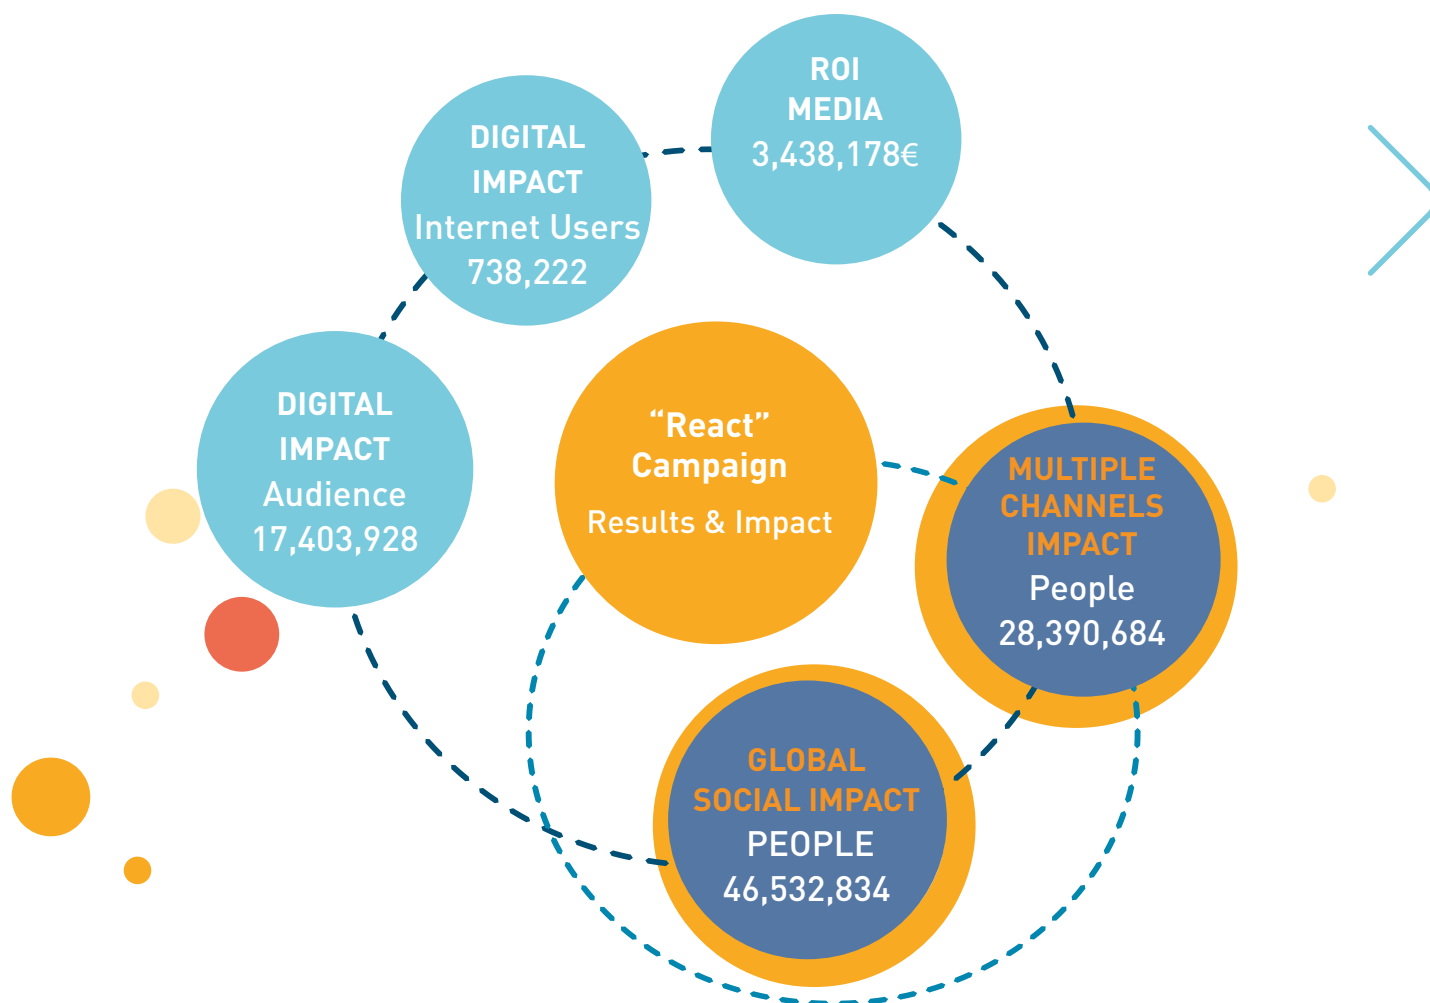 ROI
MEDIA
3,438,178€
DIGITAL
IMPACT
Internet Users
738,222
DIGITAL
IMPACT
Audience
17,403,928
“React”
Campaign
Results & Impact
MULTIPLE
CHANNELS
IMPACT
People
28,390,684
GLOBAL
SOCIAL IMPACT
PEOPLE
46,532,834